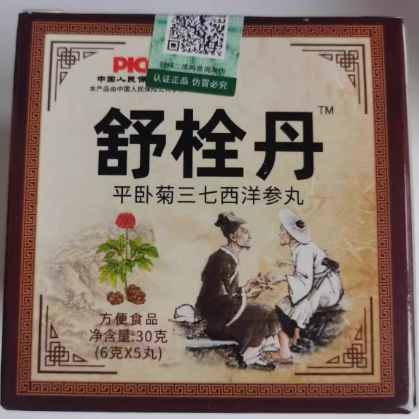 认证正品 仿冒必究
PIC
中国人民保
本产品由中国人民保
舒栓丹™
平卧菊三七西洋参丸
方便食品
净含量:30克
(6克X5丸)